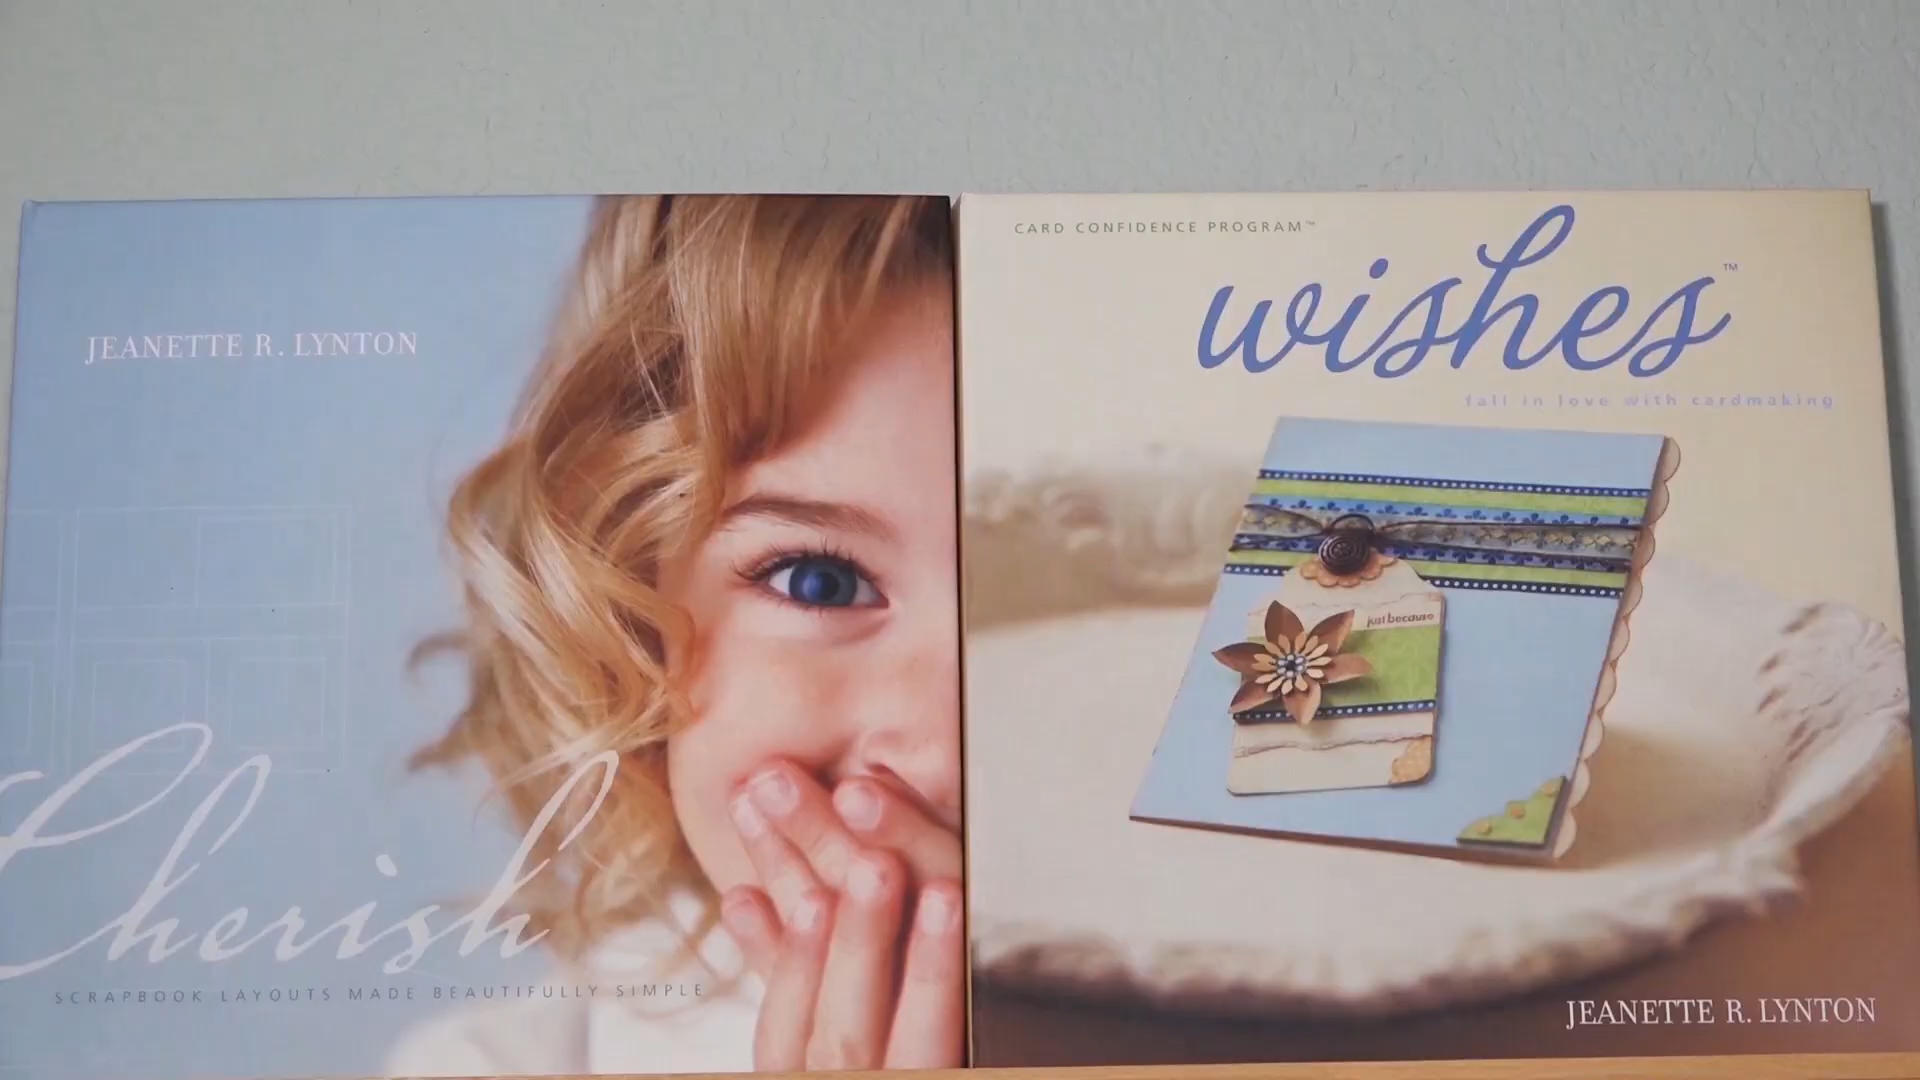 JEANETTE R. LYNTON
Cherish
SCRAPBOOK LAYOUTS MADE BEAUTIFULLY SIMPLE
CARD CONFIDENCE PROGRAM™
wishes™
fall in love with cardmaking
just because
JEANETTE R. LYNTON